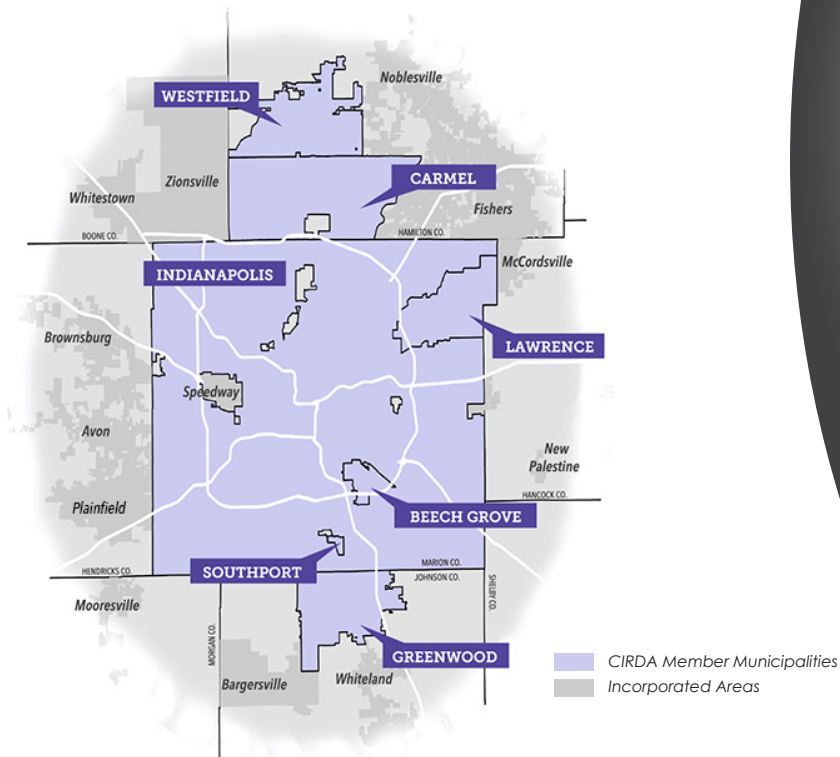 Noblesville
WESTFIELD
Zionsville
CARMEL
Whitestown
Fishers
BOONE CO.
HAMILTON CO.
McCordsville
INDIANAPOLIS
Brownsburg
LAWRENCE
Speedway
Avon
New
Palestine
Plainfield
HANCOCK CO.
BEECH GROVE
SOUTHPORT
MARION CO.
HENDRICKS CO.
JOHNSON CO.
Mooresville
SHELBY CO.
MORGAN CO.
GREENWOOD
CIRDA Member Municipalities
Whiteland
Bargersville
Incorporated Areas